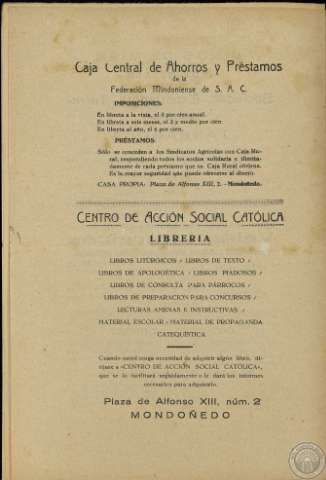 Caja Central de Ahorros y Préstamos
de la
Federación Mindoniense de S. A. C.
IMPOSICIONES:
En libreta a la vista, el 3 por cien anual.
En libreta a seis meses, el 3 y medio por cien
En libreta al año, el 4 por cien.
PRÉSTAMOS:
Sólo se conceden a los Sindicatos Agrícolas con Caja Rural, respondiendo todos los socios solidaria e ilimitadamente de cada préstamo que su Caja Rural obtiene.
Es la mayor seguridad que puede ofrecerse al dinero.
CASA PROPIA: Plaza de Alfonso XIII, 2.-Mondoñedo.
CENTRO DE ACCIÓN SOCIAL CATÓLICA
LIBRERIA
LIBROS LITÚRGICOS / LIBROS DE TEXTO /
LIBROS DE APOLOGÉTICA / LIBROS PIADOSOS /
LIBROS DE CONSULTA PARA PÁRROCOS /
LIBROS DE PREPARACIÓN PARA CONCURSOS /
LECTURAS AMENAS E INSTRUCTIVAS /
MATERIAL ESCOLAR / MATERIAL DE PROPAGANDA
CATEQUÍSTICA
Cuando usted tenga necesidad de adquirir algún libro, diríjase a «CENTRO DE ACCIÓN SOCIAL CATÓLICA»,
que se lo facilitará seguidamente o le dará los informes
necesarios para adquirirlo.
Plaza de Alfonso XIII, núm. 2
MONDOÑEDO